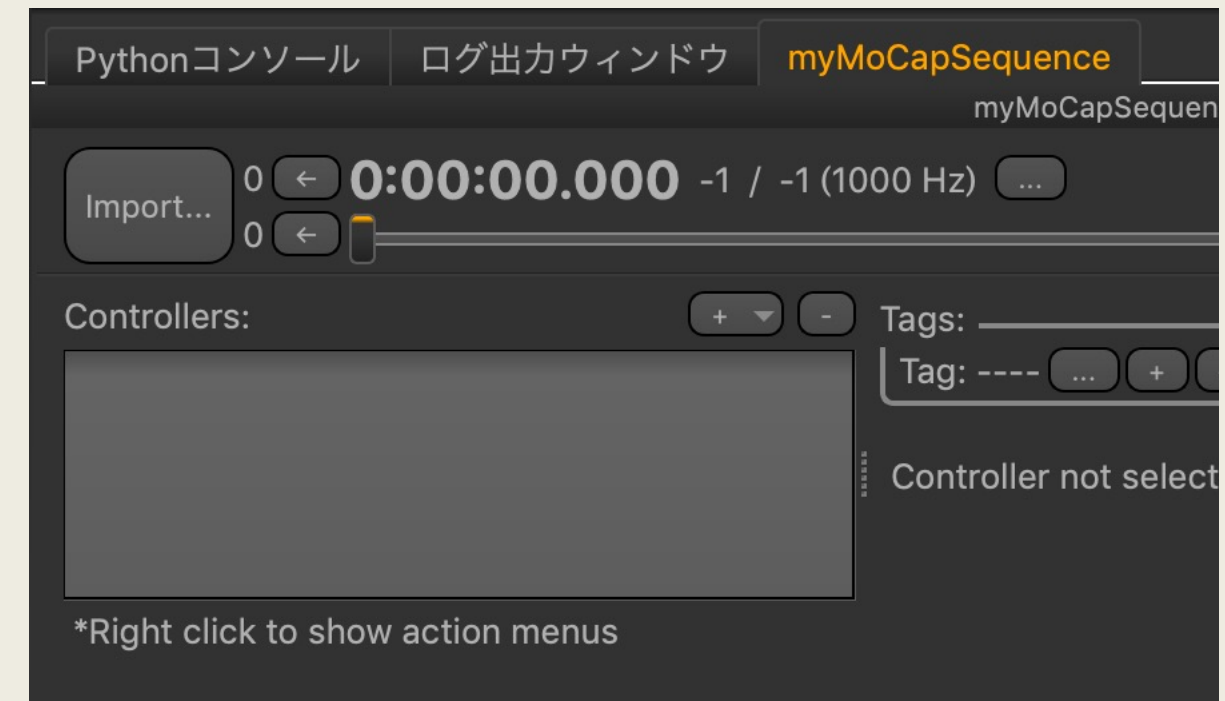 Pythonコンソール ログ出力ウィンドウ myMoCapSequence
myMoCapSequen
Import... 0 ← 0:00:00.000 -1 / -1 (1000 Hz) ...
0 ←
Controllers: + -
Tags:
Tag: ---- ... +
Controller not select
*Right click to show action menus